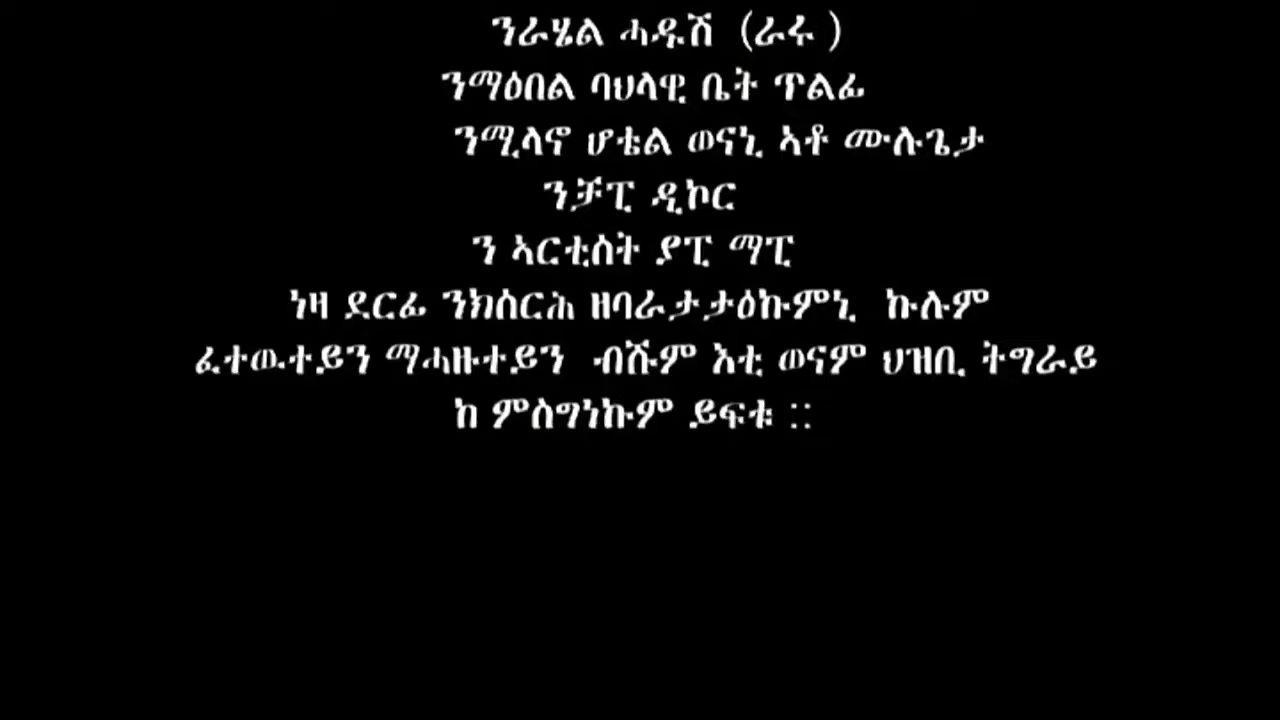 ንራሄል ሓዱሽ (ራሩ )
ንማዕበል ባህላዊ ቤት ጥልፊ
ንሚላኖ ሆቴል ወናኒ ኣቶ ሙሉጌታ
ንቻፒ ዲኮር
ን ኣርቲስት ያፒ ማፒ
ነዛ ደርፊ ንክሰርሕ ዘባራታታዕኩምኒ ኩሉም
ፈተዉተይን ማሓዙተይን ብሹም እቲ ወናም ህዝቢ ትግራይ
ከ ምስግነኩም ይፍቱ ፡፡